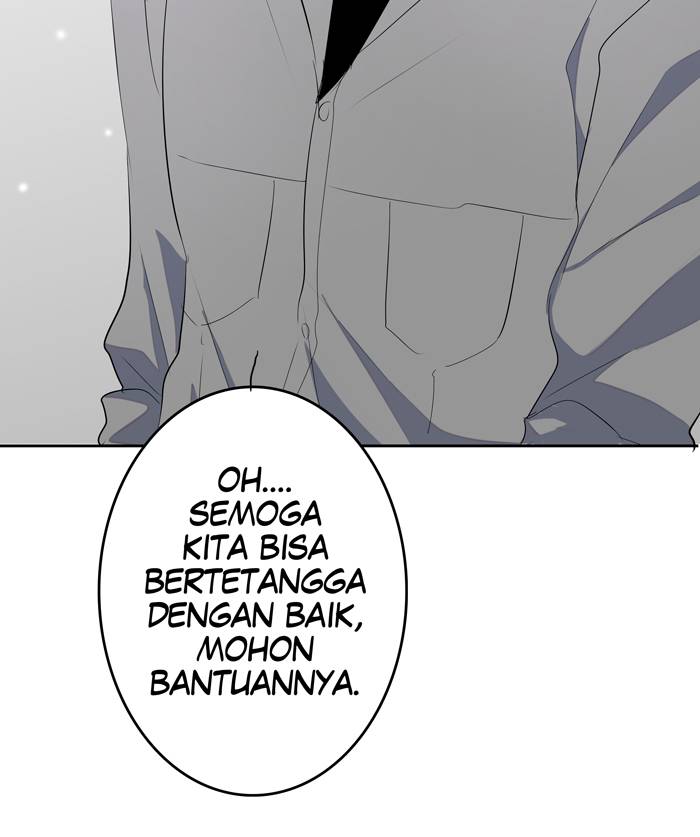 OH....
SEMOGA
KITA BISA
BERTETANGGA
DENGAN BAIK,
MOHON
BANTUANNYA.